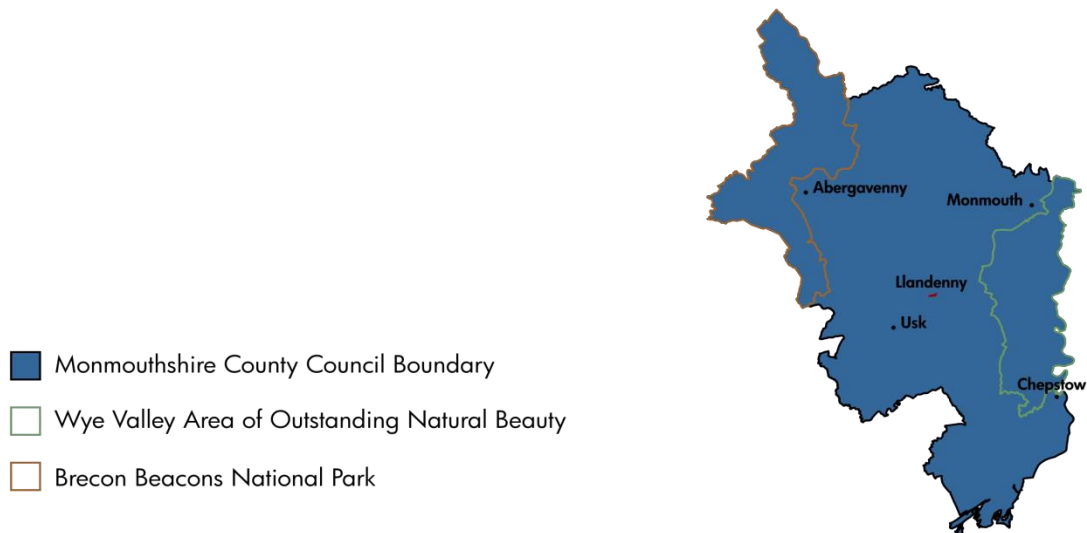 Abergavenny
Monmouth
Llandenny
Usk
Chepstow
Monmouthshire County Council Boundary
Wye Valley Area of Outstanding Natural Beauty
Brecon Beacons National Park